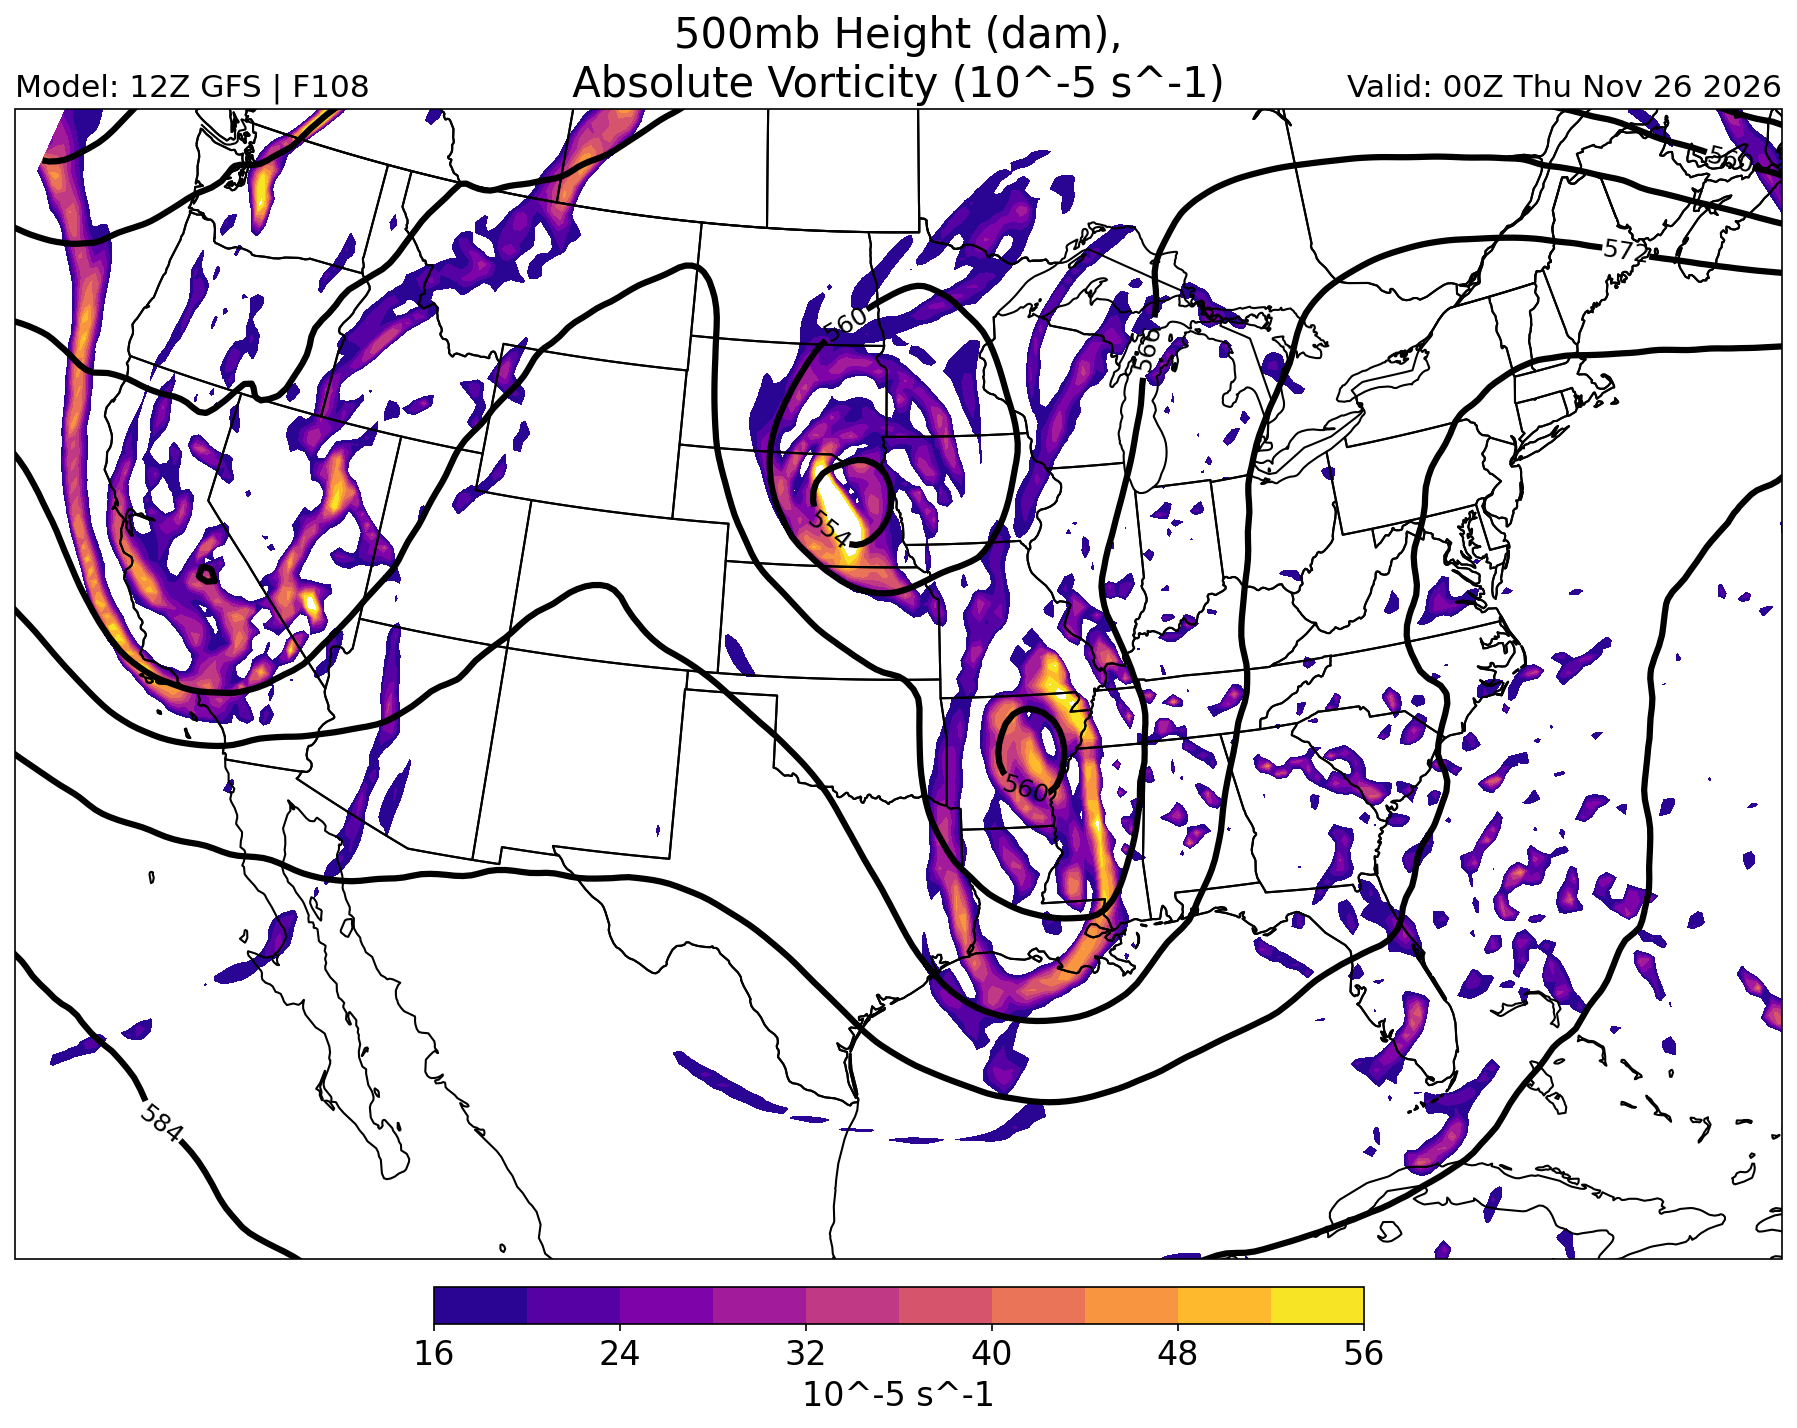 500mb Height (dam),
Absolute Vorticity (10^-5 s^-1)
Model: 12Z GFS | F108
Valid: 00Z Thu Nov 26 2026
560
572
560
566
554
560
584
16 24 32 40 48 56
10^-5 s^-1